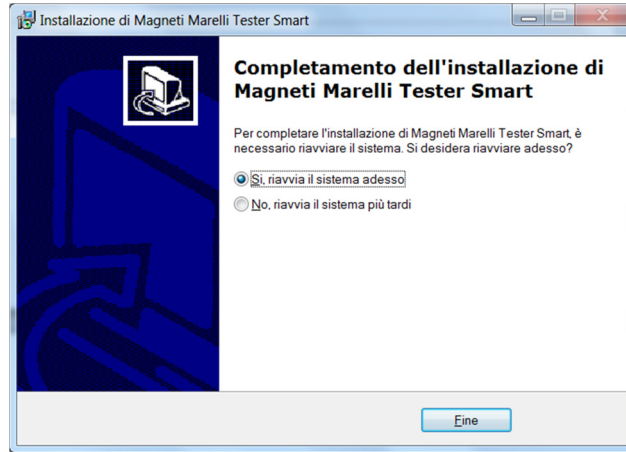 Installazione di Magneti Marelli Tester Smart
Completamento dell'installazione di
Magneti Marelli Tester Smart
Per completare l'installazione di Magneti Marelli Tester Smart, è
necessario riavviare il sistema. Si desidera riavviare adesso?
Si, riavvia il sistema adesso
No, riavvia il sistema più tardi
Fine